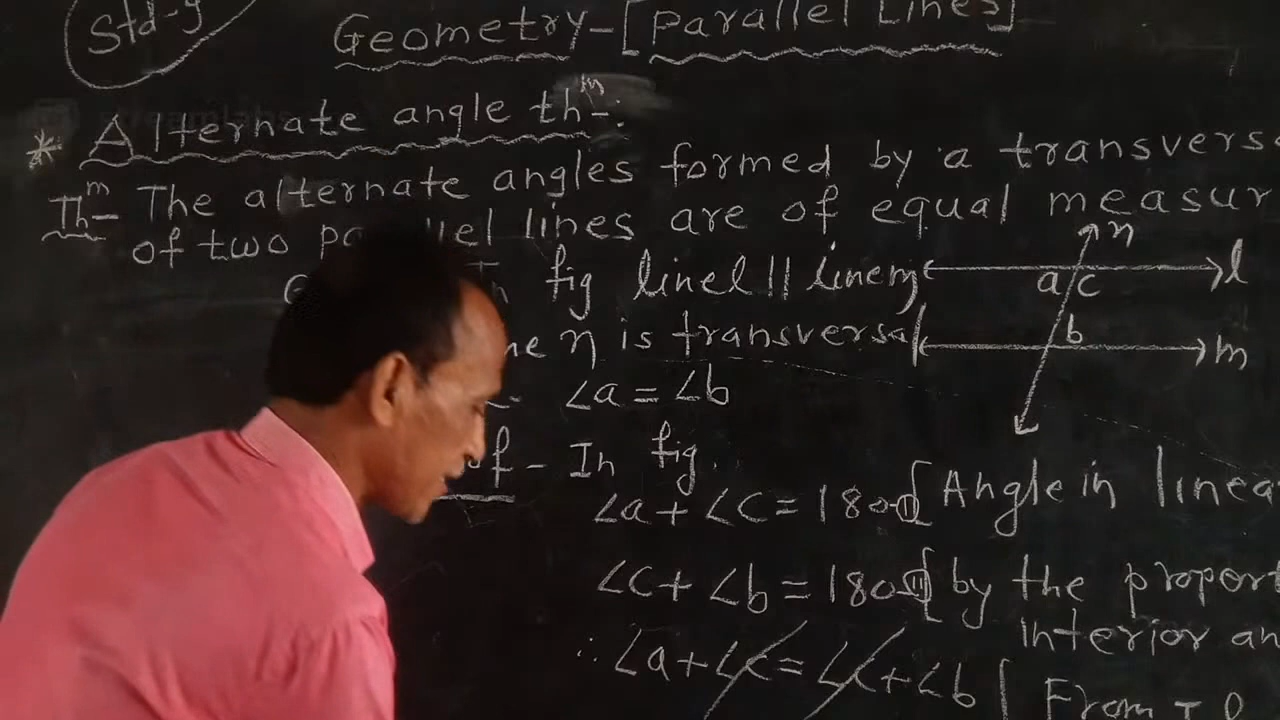 Std-9
Geometry-[Parallel Lines]
* Alternate angle thm-:
Thm- The alternate angles formed by a transvers
of two pa llel lines are of equal measur
fig line l || line m
ne n is transversal
∠a = ∠b
of - In fig.
∠a + ∠c = 180-(I) [Angle in linea
∠c + ∠b = 180-(II) [by the propert
interior an
∴ ∠a + ∠c = ∠c + ∠b [From I
n
l
a c
b
m